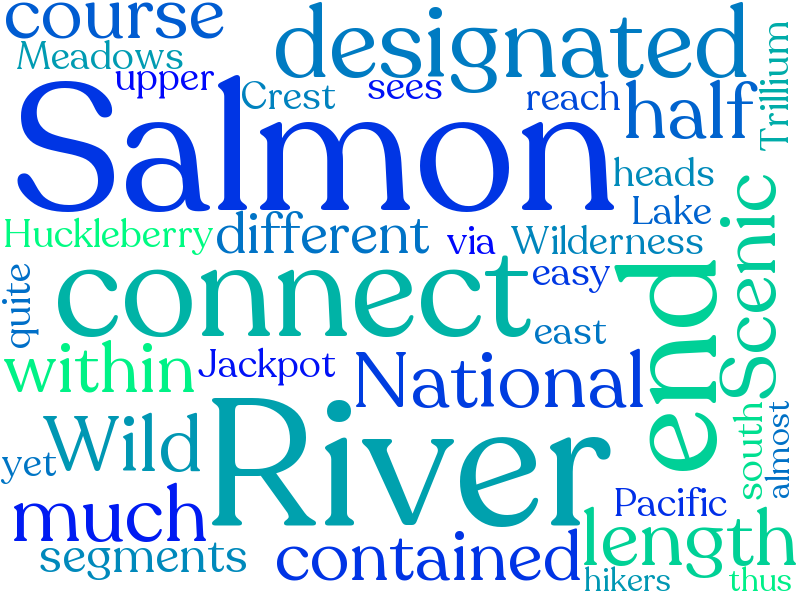 course
designated
Meadows
upper
Crest
sees
reach
half
Trillium
Salmon
heads
Lake
Scenic
Huckleberry
different
via
Wilderness
quite
connect
easy
east
end
within
Jackpot
National
Wild
River
yet
much
south
almost
Pacific
segments
contained
length
hikers
thus